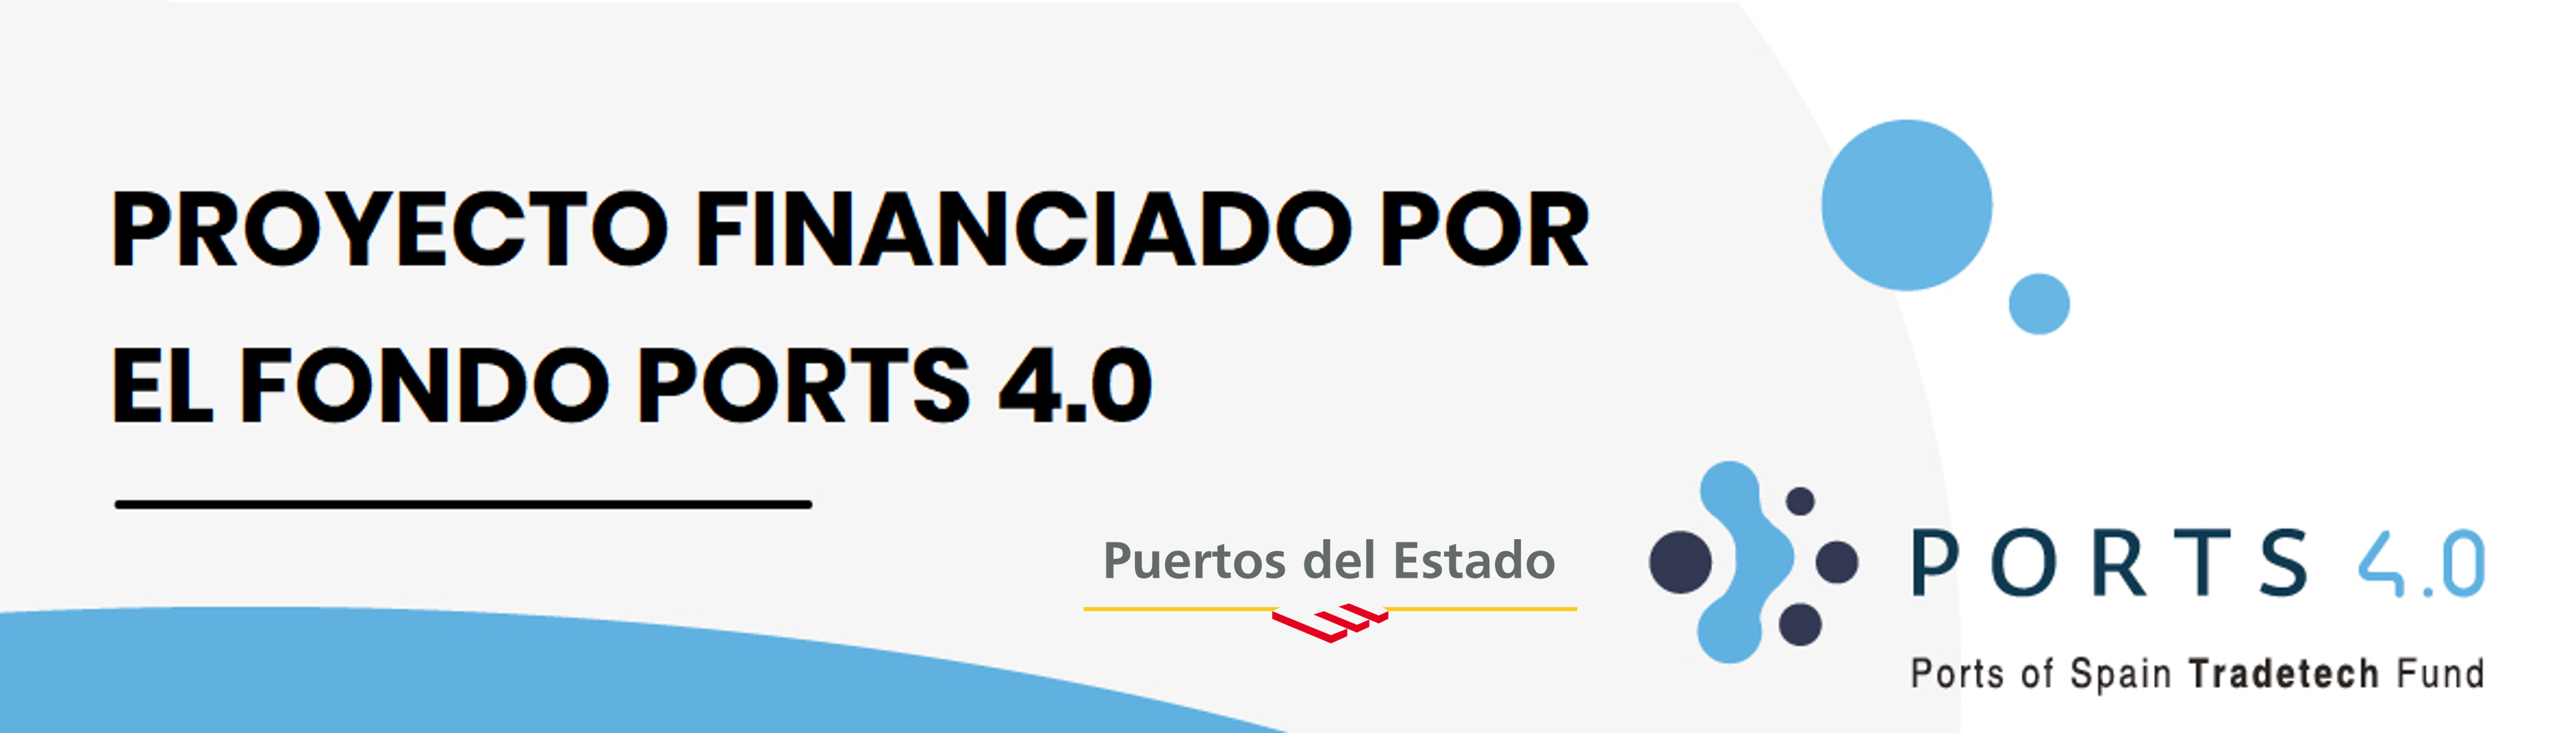 PROYECTO FINANCIADO POR
EL FONDO PORTS 4.0
Puertos del Estado
PORTS 4.0
Ports of Spain Tradetech Fund